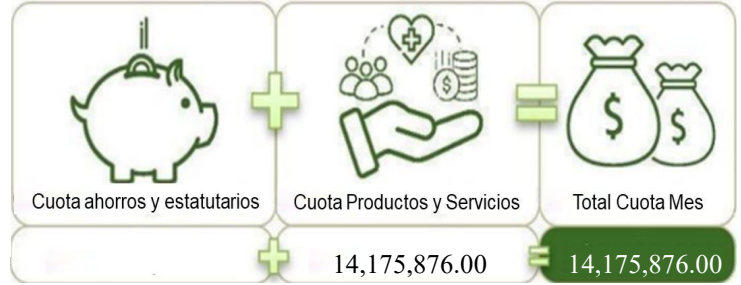 $
$ $
Cuota ahorros y estatutarios Cuota Productos y Servicios Total Cuota Mes
14,175,876.00 14,175,876.00